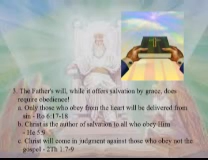 3. The Father's will, while it offers salvation by grace, does
require obedience!
a. Only those who obey from the heart will be delivered from
sin - Ro 6:17-18
b. Christ is the author of salvation to all who obey Him
- He 5:9
c. Christ will come in judgment against those who obey not the
gospel - 2Th 1:7-9